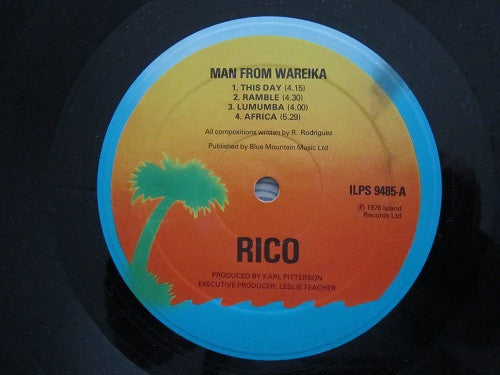 MAN FROM WAREIKA
1. THIS DAY (4.15)
2. RAMBLE (4.30)
3. LUMUMBA (4.00)
4. AFRICA (5.29)
All compositions written by R. Rodriguez
Published by Blue Mountain Music Ltd
ILPS 9485-A
℗ 1976 Island
Records Ltd
RICO
PRODUCED BY KARL PITTERSON
EXECUTIVE PRODUCER: LESLIE TEACHER